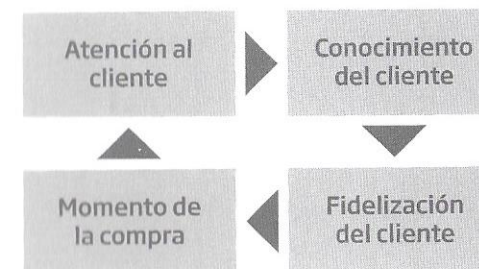 Atención al
cliente
Conocimiento
del cliente
Momento de
la compra
Fidelización
del cliente